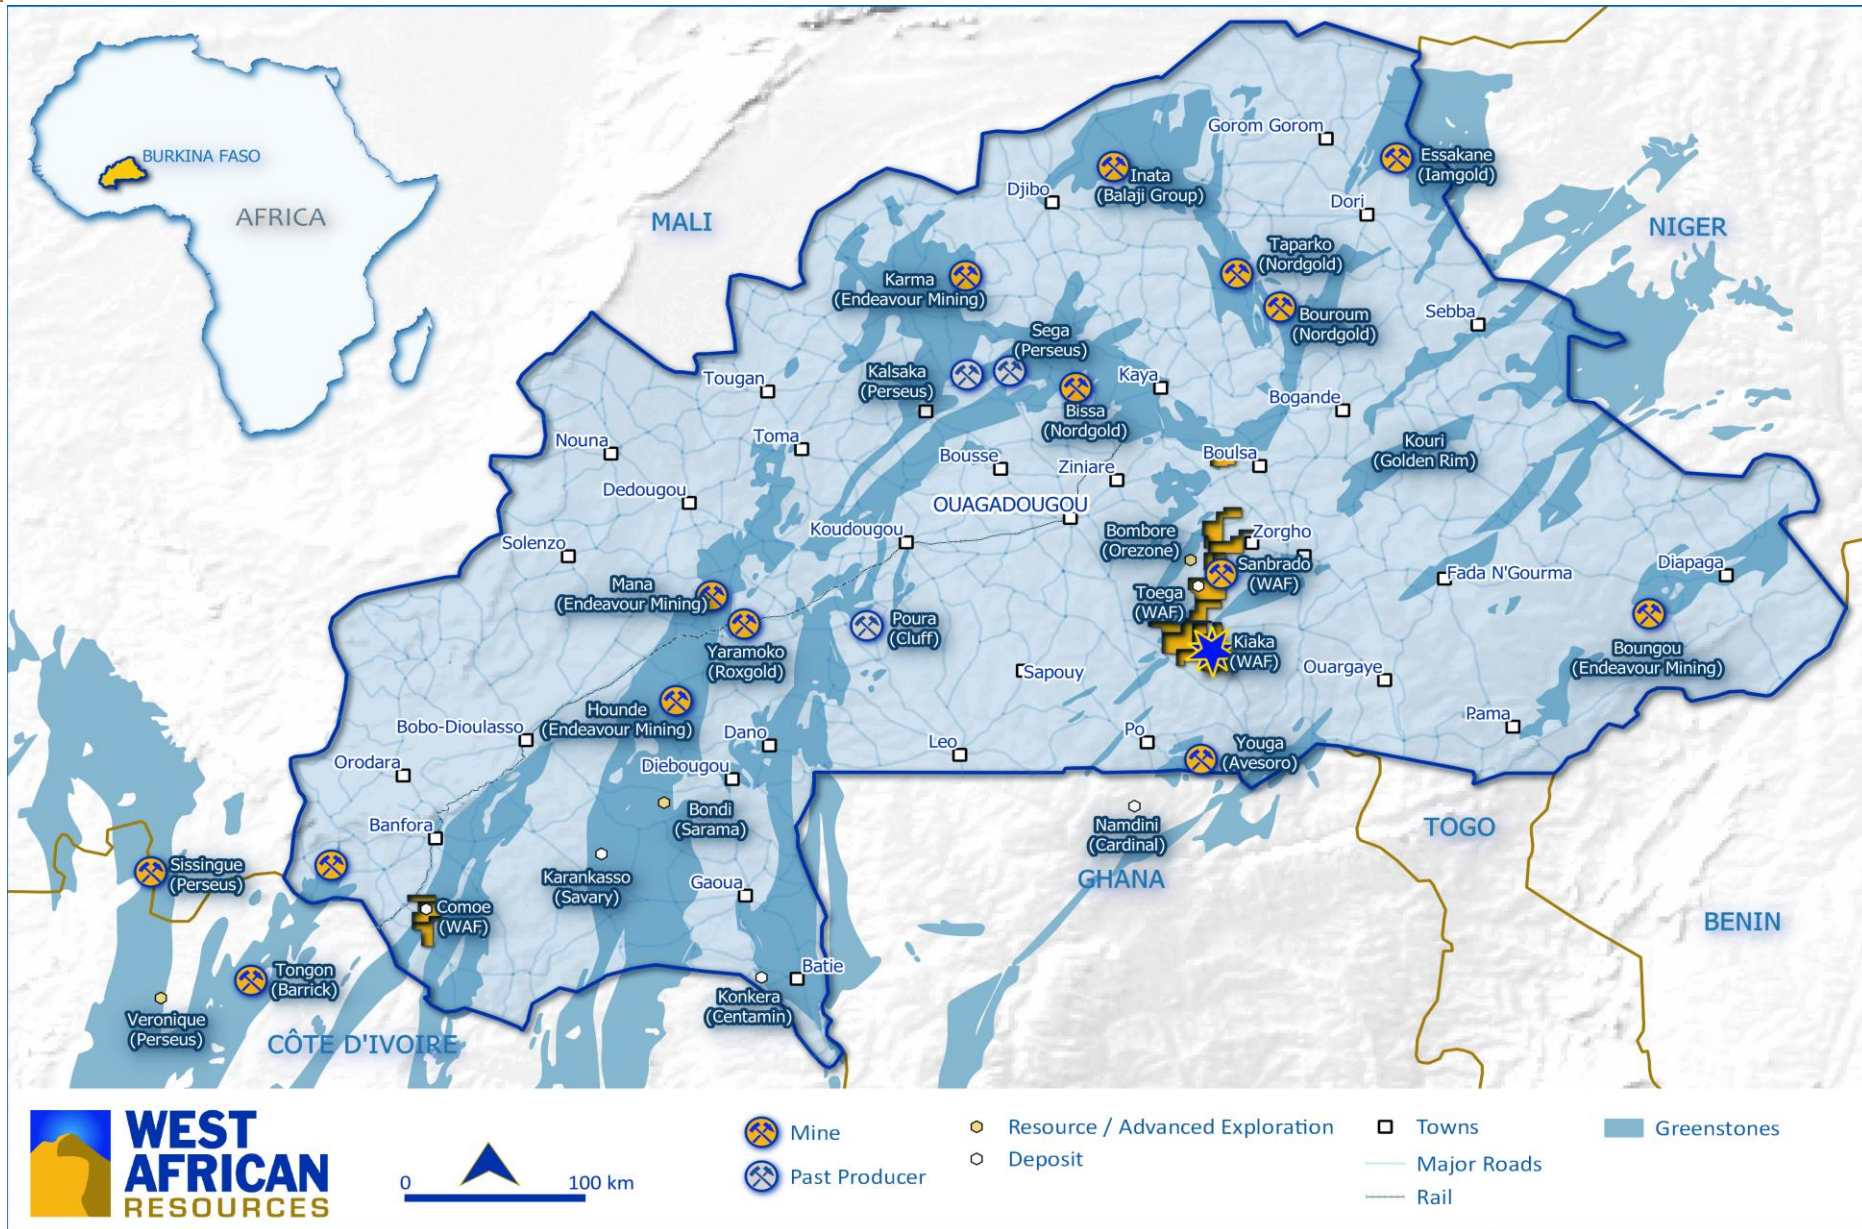 BURKINA FASO
AFRICA
MALI
NIGER
Gorom Gorom
Essakane
(Iamgold)
Inata
(Balaji Group)
Djibo
Dori
Taparko
(Nordgold)
Karma
(Endeavour Mining)
Bouroum
(Nordgold)
Sebba
Sega
(Perseus)
Kalsaka
(Perseus)
Tougan
Kaya
Bogande
Bissa
(Nordgold)
Nouna
Toma
Bousse
Ziniare
Boulsa
Kouri
(Golden Rim)
Dedougou
OUAGADOUGOU
Koudougou
Bombore
(Orezone)
Zorgho
Solenzo
Sanbrado
(WAF)
Fada N'Gourma
Diapaga
Mana
(Endeavour Mining)
Toega
(WAF)
Poura
(Cluff)
Yaramoko
(Roxgold)
Kiaka
(WAF)
Boungou
(Endeavour Mining)
Sapouy
Ouargaye
Hounde
(Endeavour Mining)
Pama
Bobo-Dioulasso
Dano
Leo
Po
Youga
(Avesoro)
Orodara
Diebougou
Bondi
(Sarama)
Namdini
(Cardinal)
TOGO
Banfora
Sissingue
(Perseus)
Karankasso
(Savary)
Gaoua
GHANA
Comoe
(WAF)
BENIN
Tongon
(Barrick)
Batie
Konkera
(Centamin)
Veronique
(Perseus)
CÔTE D'IVOIRE
WEST
AFRICAN
RESOURCES
0 100 km
Mine
Past Producer
Resource / Advanced Exploration
Deposit
Towns
Major Roads
Rail
Greenstones